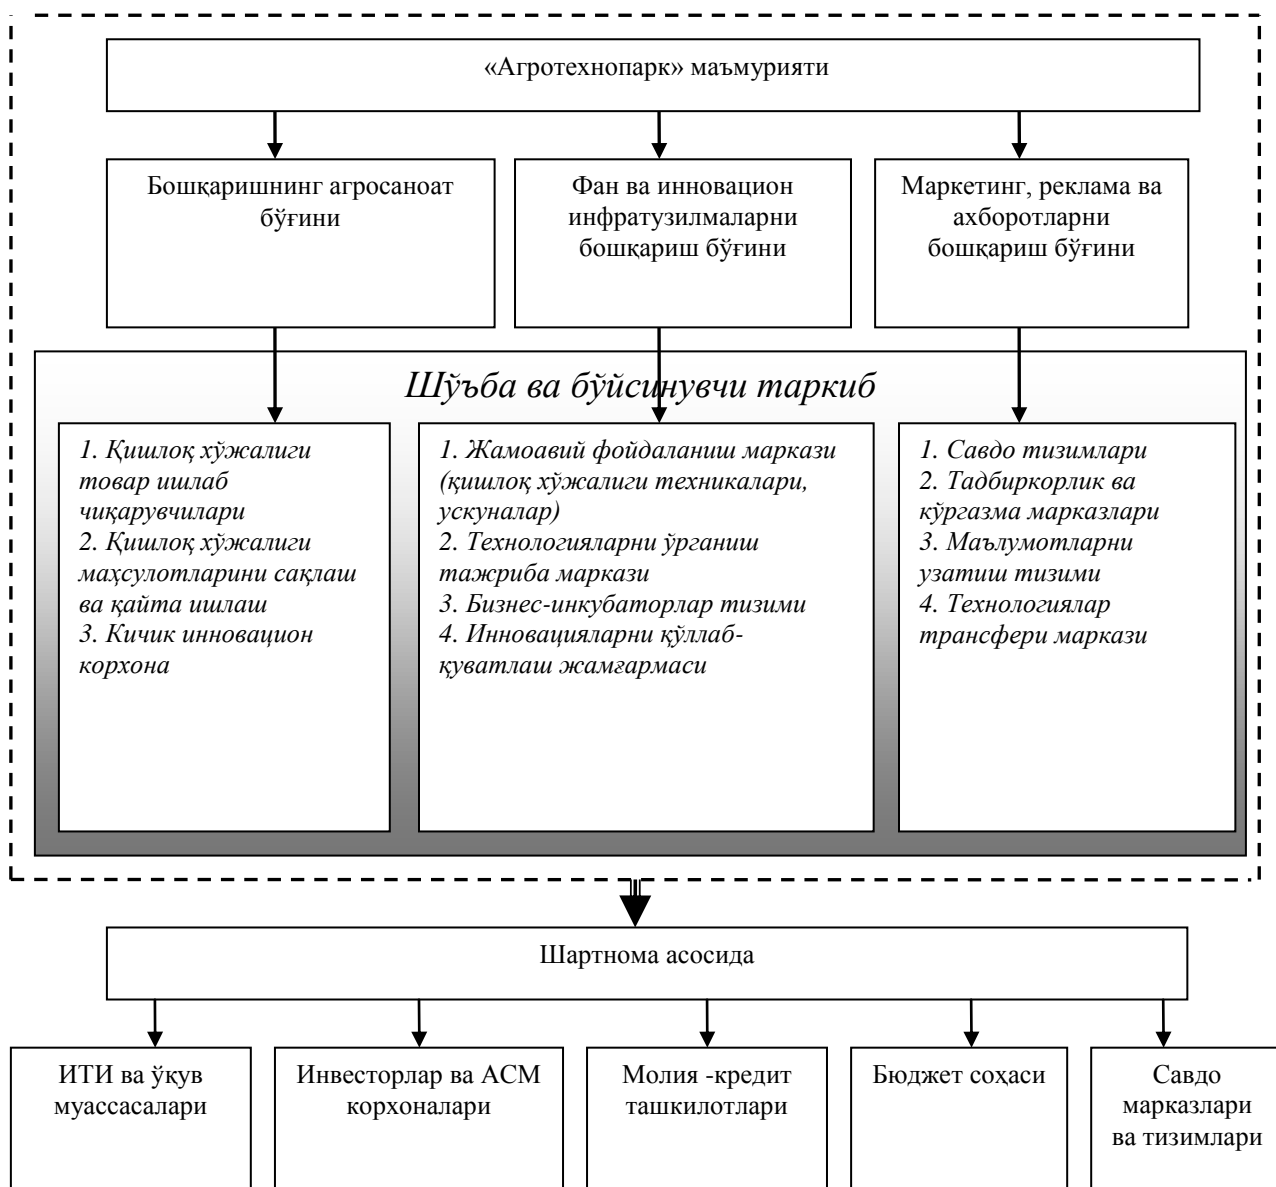 «Агротехнопарк» маъмурияти
Бошқаришнинг агросаноат
бўғини
Фан ва инновацион
инфратузилмаларни
бошқариш бўғини
Маркетинг, реклама ва
ахборотларни
бошқариш бўғини
Шўъба ва бўйсинувчи таркиб
1. Қишлоқ хўжалиги
товар ишлаб
чиқарувчилари
2. Қишлоқ хўжалиги
маҳсулотларини сақлаш
ва қайта ишлаш
3. Кичик инновацион
корхона
1. Жамоавий фойдаланиш маркази
(қишлоқ хўжалиги техникалари,
ускуналар)
2. Технологияларни ўрганиш
тажриба маркази
3. Бизнес-инкубаторлар тизими
4. Инновацияларни қўллаб-
қуватлаш жамғармаси
1. Савдо тизимлари
2. Тадбиркорлик ва
кўргазма марказлари
3. Маълумотларни
узатиш тизими
4. Технологиялар
трансфери маркази
Шартнома асосида
ИТИ ва ўқув
муассасалари
Инвесторлар ва АСМ
корхоналари
Молия -кредит
ташкилотлари
Бюджет соҳаси
Савдо
марказлари
ва тизимлари